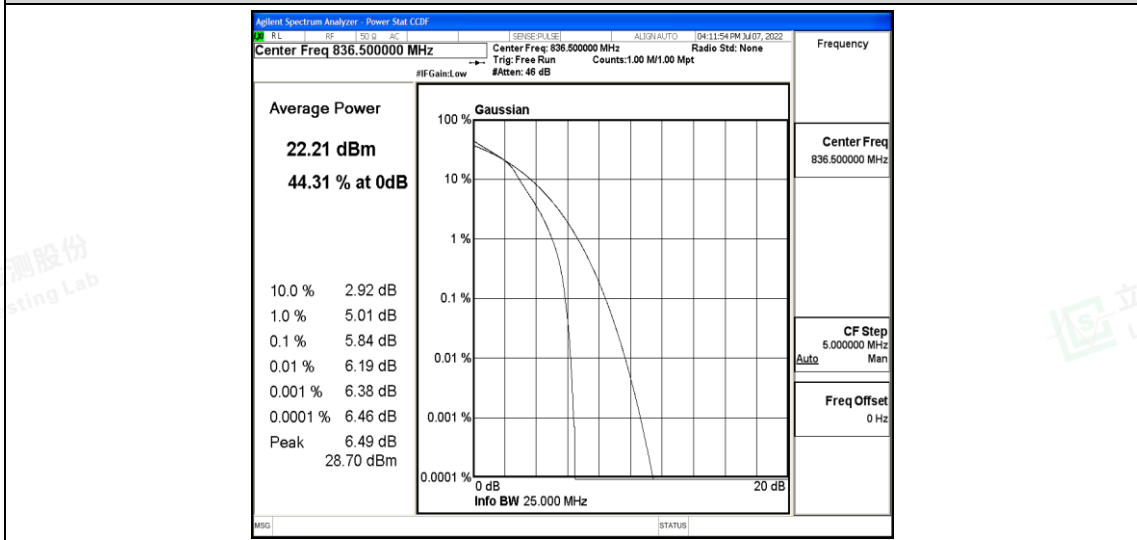 Agilent Spectrum Analyzer - Power Stat CCDF
RL RF 50 Ω AC SENSE:PULSE ALIGN AUTO 04:11:54 PM Jul 07, 2022
Center Freq 836.500000 MHz
Center Freq: 836.500000 MHz Radio Std: None
Trig: Free Run Counts:1.00 M/1.00 Mpt
#IFGain:Low #Atten: 46 dB
Frequency
Average Power
22.21 dBm
44.31 % at 0dB
10.0 % 2.92 dB
1.0 % 5.01 dB
0.1 % 5.84 dB
0.01 % 6.19 dB
0.001 % 6.38 dB
0.0001 % 6.46 dB
Peak 6.49 dB
28.70 dBm
Gaussian
100 %
10 %
1 %
0.1 %
0.01 %
0.001 %
0.0001 %
0 dB 20 dB
Info BW 25.000 MHz
Center Freq
836.500000 MHz
CF Step
5.000000 MHz
Auto Man
Freq Offset
0 Hz
MSG STATUS
测股份
sting Lab
立